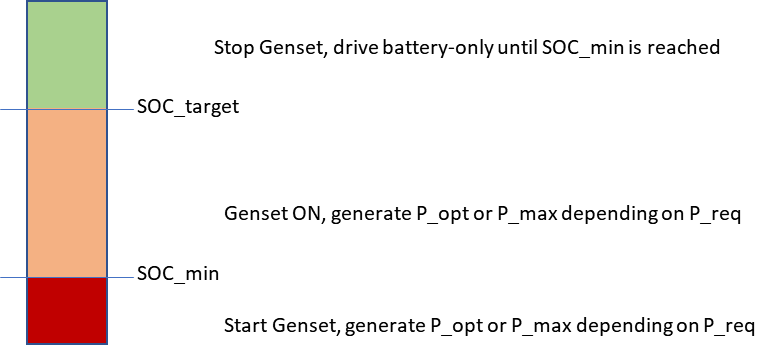 Stop Genset, drive battery-only until SOC_min is reached
SOC_target
Genset ON, generate P_opt or P_max depending on P_req
SOC_min
Start Genset, generate P_opt or P_max depending on P_req